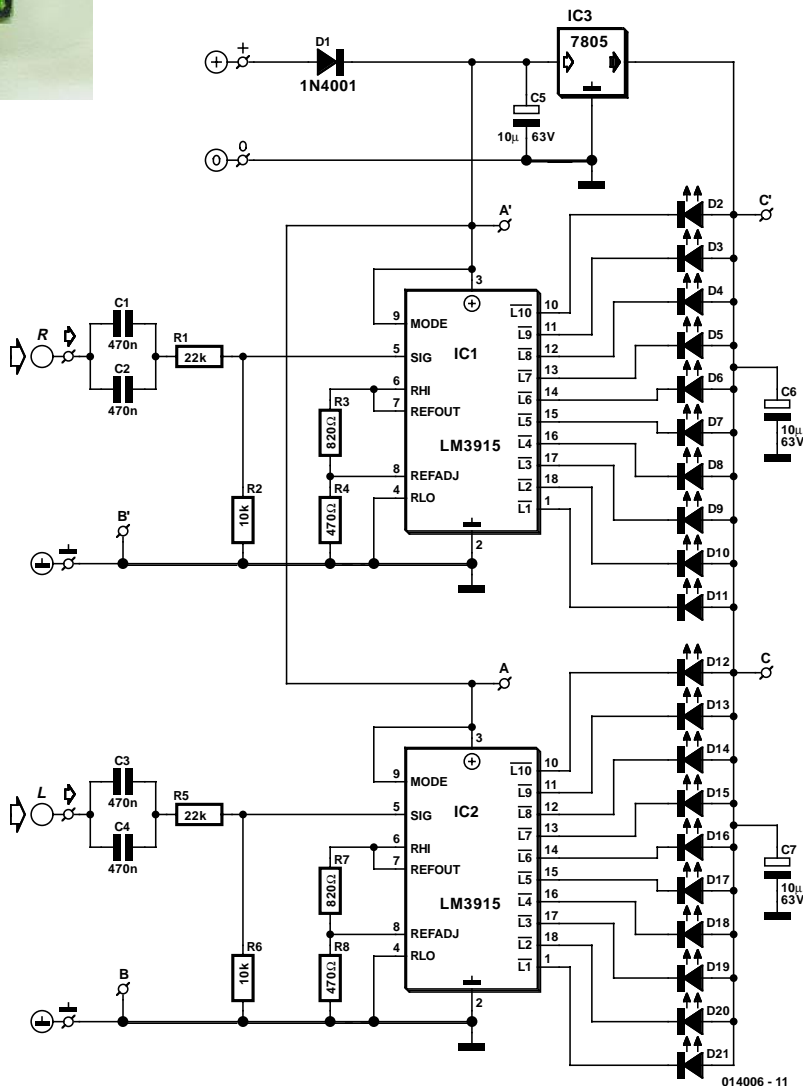 IC3
7805
D1
1N4001
+
+
C5
10µ 63V
0
0
A'
D2
C'
D3
D4
D5
D6
D7
D8
D9
D10
D11
C6
10µ
63V
3
9 MODE
5 SIG
6 RHI
7 REFOUT
8 REFADJ
4 RLO
2
IC1
LM3915
L10 10
L9 11
L8 12
L7 13
L6 14
L5 15
L4 16
L3 17
L2 18
L1 1
R
C1
470n
C2
470n
R1
22k
R2
10k
R3
820Ω
R4
470Ω
B'
A
D12
C
D13
D14
D15
D16
D17
D18
D19
D20
D21
C7
10µ
63V
3
9 MODE
5 SIG
6 RHI
7 REFOUT
8 REFADJ
4 RLO
2
IC2
LM3915
L10 10
L9 11
L8 12
L7 13
L6 14
L5 15
L4 16
L3 17
L2 18
L1 1
L
C3
470n
C4
470n
R5
22k
R6
10k
R7
820Ω
R8
470Ω
B
014006 - 11